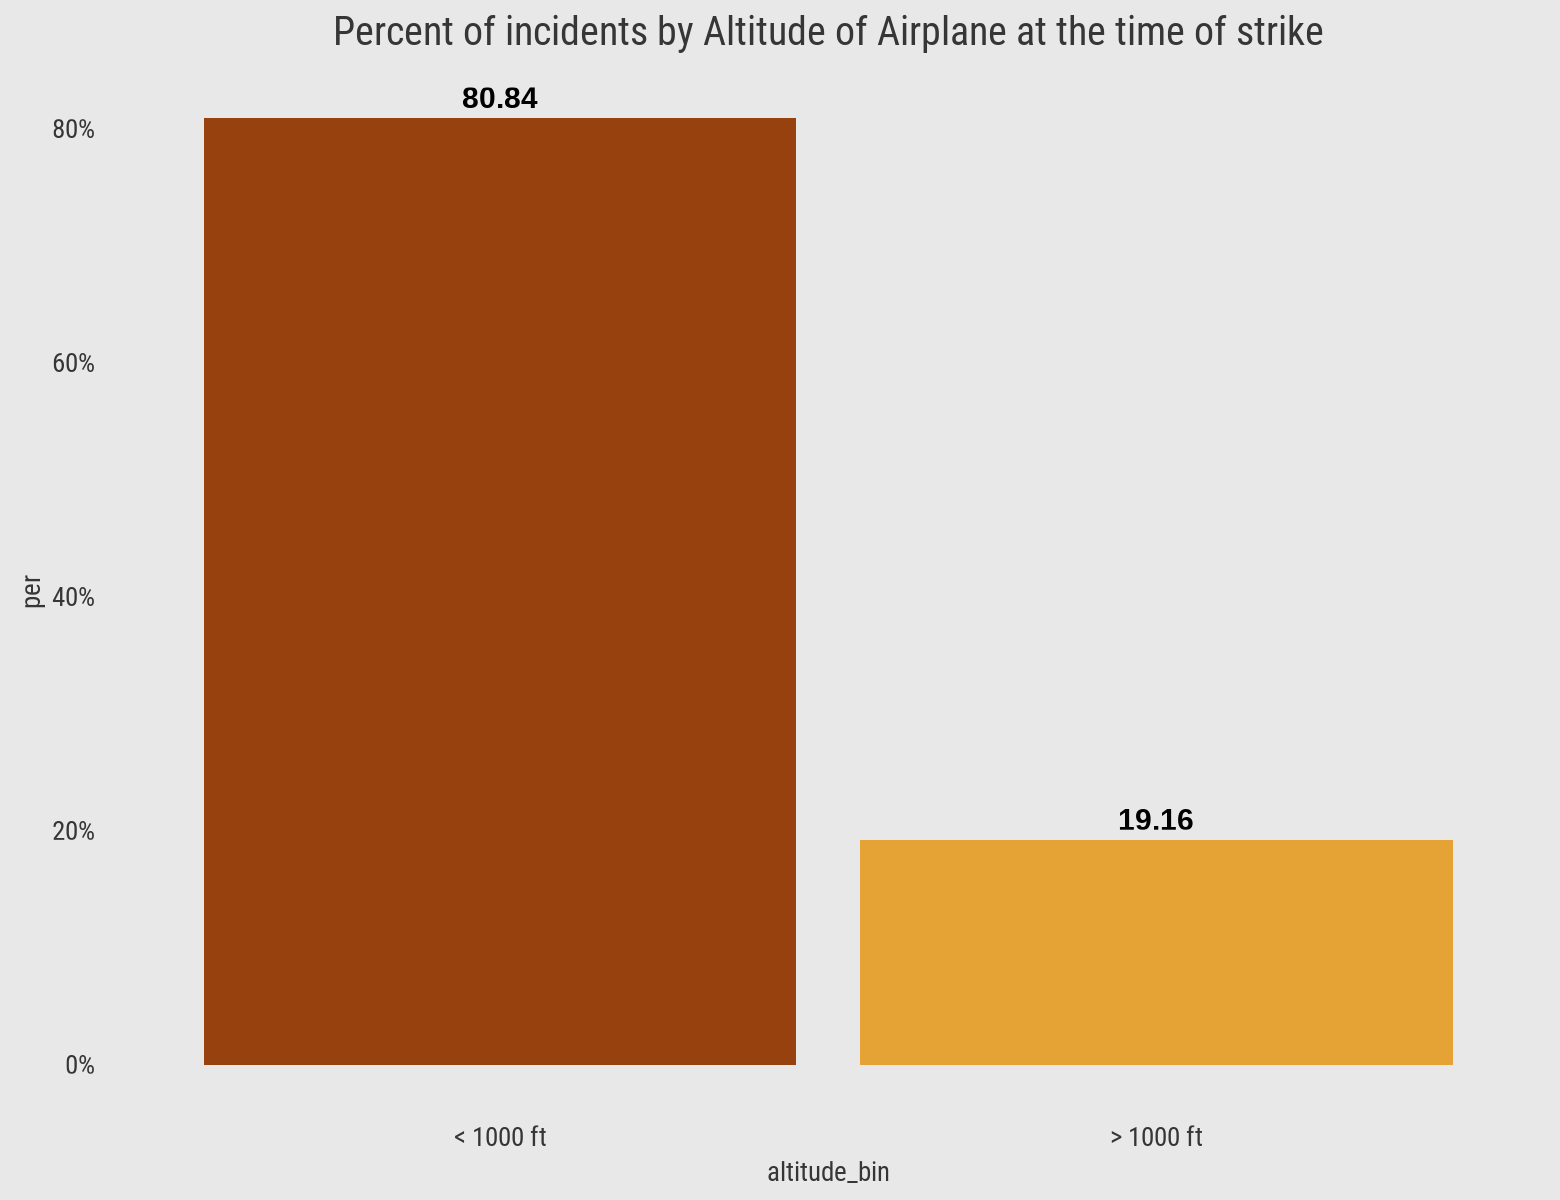 Percent of incidents by Altitude of Airplane at the time of strike
80.84
80%
60%
per
40%
19.16
20%
0%
< 1000 ft
> 1000 ft
altitude_bin